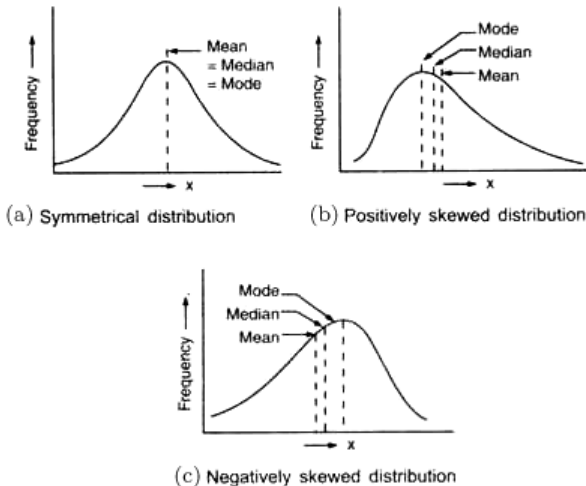 Mean
= Median
= Mode
Frequency
x
(a) Symmetrical distribution
Mode
Median
Mean
Frequency
x
(b) Positively skewed distribution
Mode
Median
Mean
Frequency
x
(c) Negatively skewed distribution